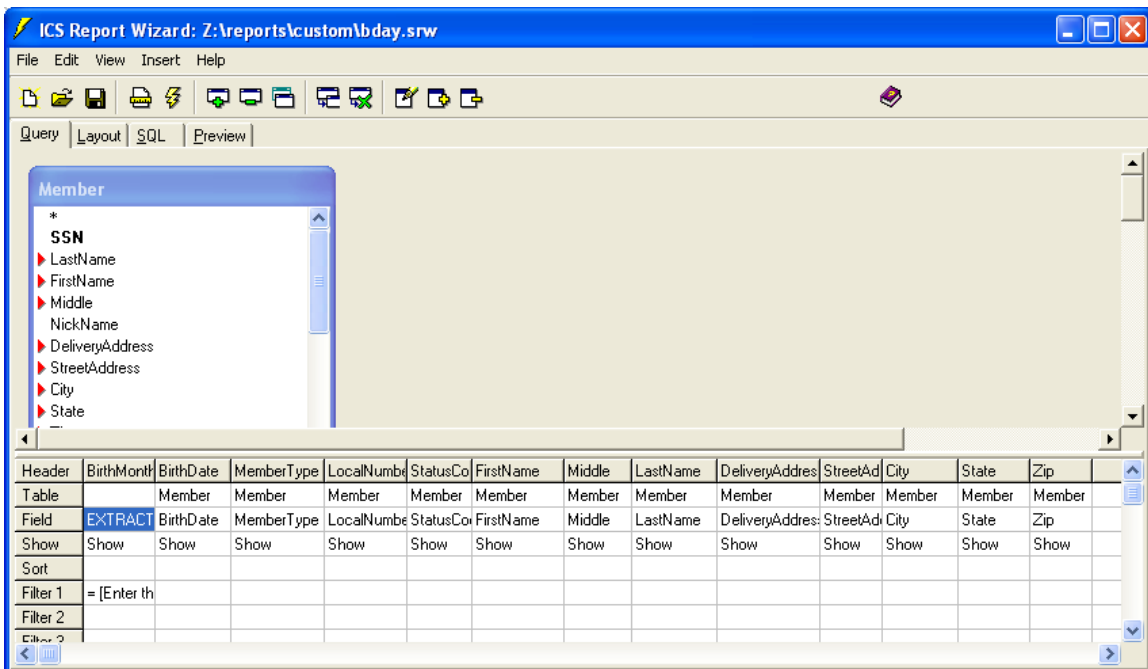 ICS Report Wizard: Z:\reports\custom\bday.srw
File Edit View Insert Help
Query Layout SQL Preview
Member
*
SSN
LastName
FirstName
Middle
NickName
DeliveryAddress
StreetAddress
City
State
Header BirthMonth BirthDate MemberType LocalNumbe StatusCo FirstName Middle LastName DeliveryAddres StreetAd City State Zip
Table Member Member Member Member Member Member Member Member Member Member Member Member
Field EXTRACT BirthDate MemberType LocalNumbe StatusCo FirstName Middle LastName DeliveryAddres StreetAd City State Zip
Show Show Show Show Show Show Show Show Show Show Show Show Show Show
Sort
Filter 1 = [Enter th
Filter 2
Filter 3